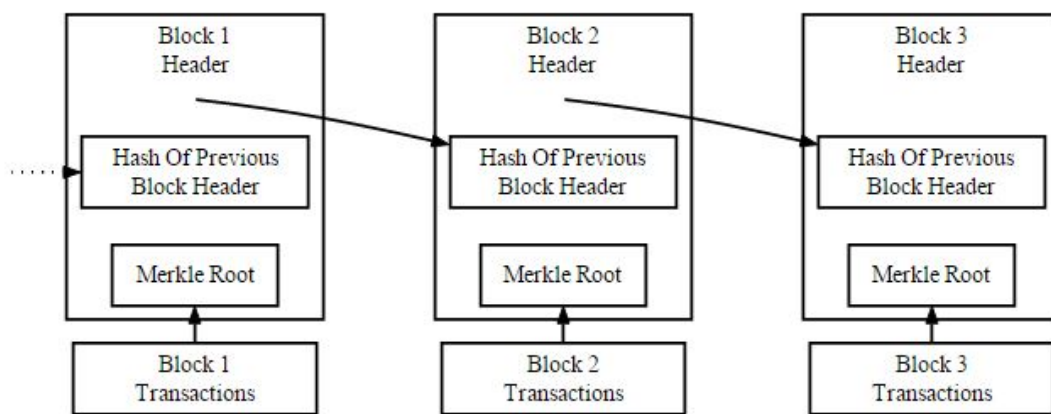 Block 1
Header
Hash Of Previous
Block Header
Merkle Root
Block 1
Transactions
Block 2
Header
Hash Of Previous
Block Header
Merkle Root
Block 2
Transactions
Block 3
Header
Hash Of Previous
Block Header
Merkle Root
Block 3
Transactions